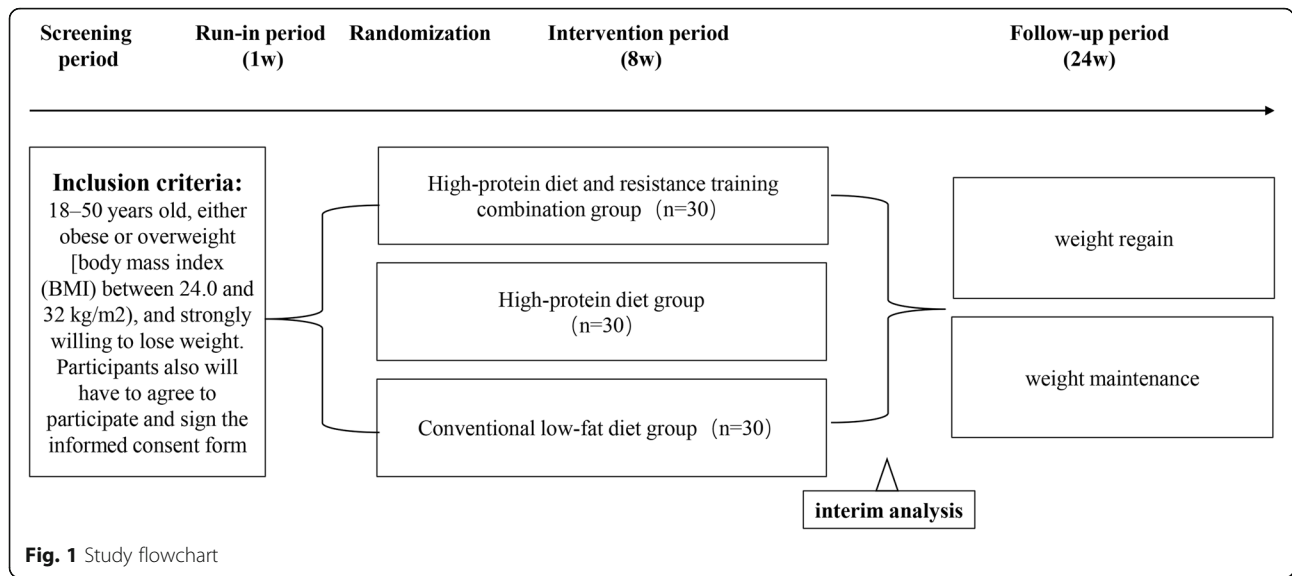 Screening period
Run-in period (1w)
Randomization
Intervention period (8w)
Follow-up period (24w)
Inclusion criteria:
18–50 years old, either
obese or overweight
[body mass index
(BMI) between 24.0 and
32 kg/m2), and strongly
willing to lose weight.
Participants also will
have to agree to
participate and sign the
informed consent form
High-protein diet and resistance training
combination group（n=30）
High-protein diet group
（n=30）
Conventional low-fat diet group（n=30）
weight regain
weight maintenance
interim analysis
Fig. 1 Study flowchart